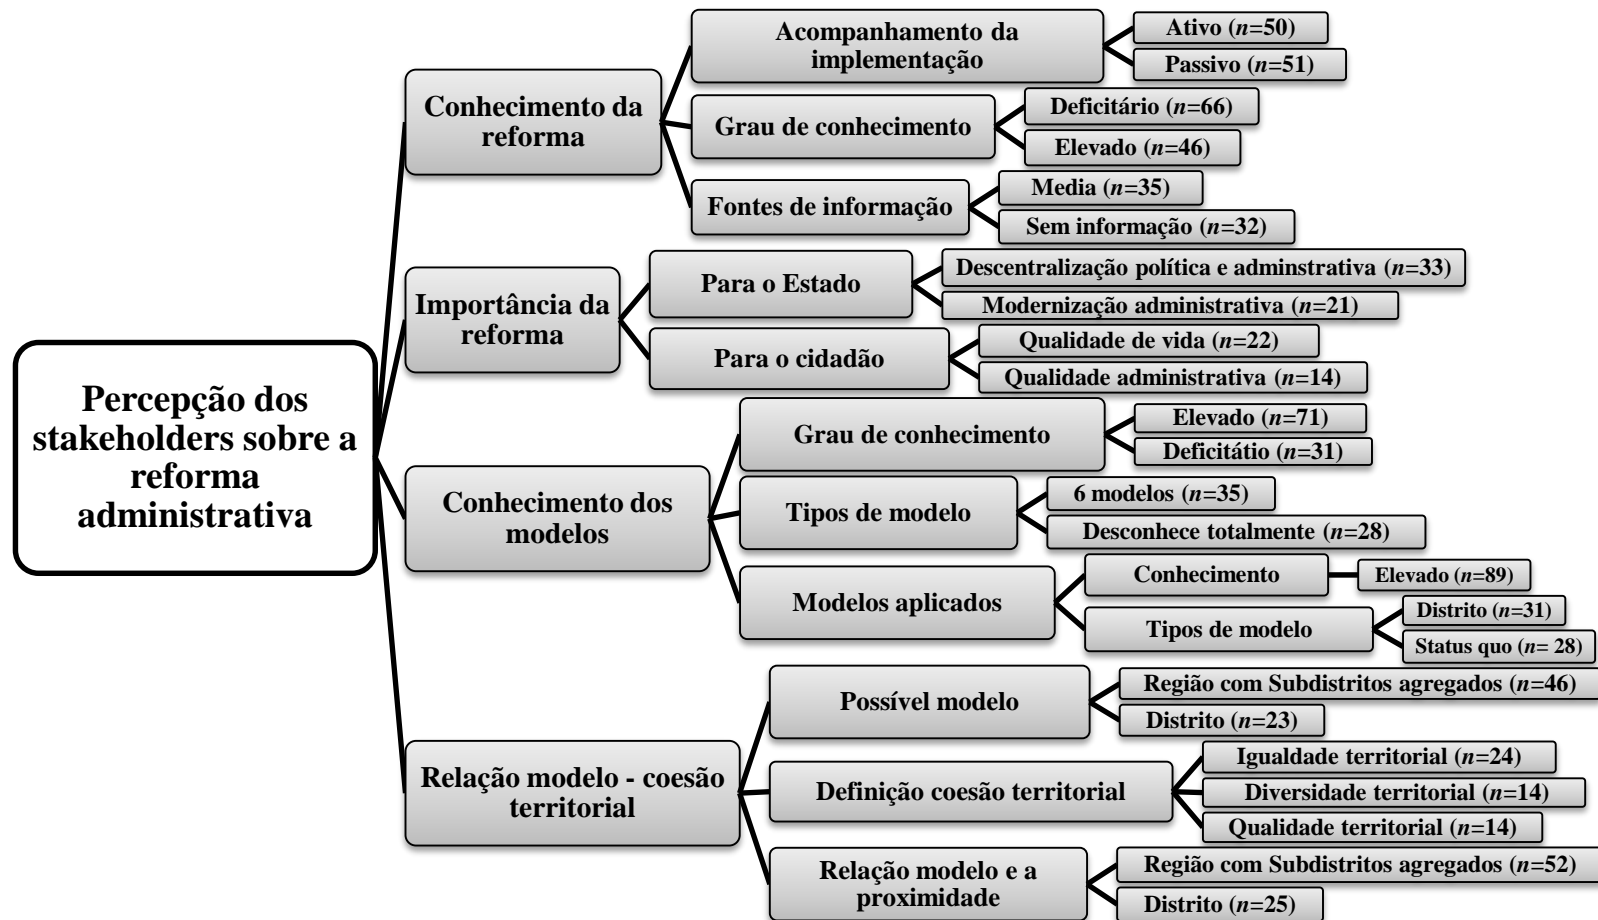 Percepção dos
stakeholders sobre a
reforma
administrativa
Conhecimento da
reforma
Acompanhamento da
implementação
Ativo (n=50)
Passivo (n=51)
Grau de conhecimento
Deficitário (n=66)
Elevado (n=46)
Fontes de informação
Media (n=35)
Sem informação (n=32)
Importância da
reforma
Para o Estado
Descentralização política e adminstrativa (n=33)
Modernização administrativa (n=21)
Para o cidadão
Qualidade de vida (n=22)
Qualidade administrativa (n=14)
Conhecimento dos
modelos
Grau de conhecimento
Elevado (n=71)
Deficitátio (n=31)
Tipos de modelo
6 modelos (n=35)
Desconhece totalmente (n=28)
Modelos aplicados
Conhecimento
Elevado (n=89)
Tipos de modelo
Distrito (n=31)
Status quo (n= 28)
Relação modelo - coesão
territorial
Possível modelo
Região com Subdistritos agregados (n=46)
Distrito (n=23)
Definição coesão territorial
Igualdade territorial (n=24)
Diversidade territorial (n=14)
Qualidade territorial (n=14)
Relação modelo e a
proximidade
Região com Subdistritos agregados (n=52)
Distrito (n=25)